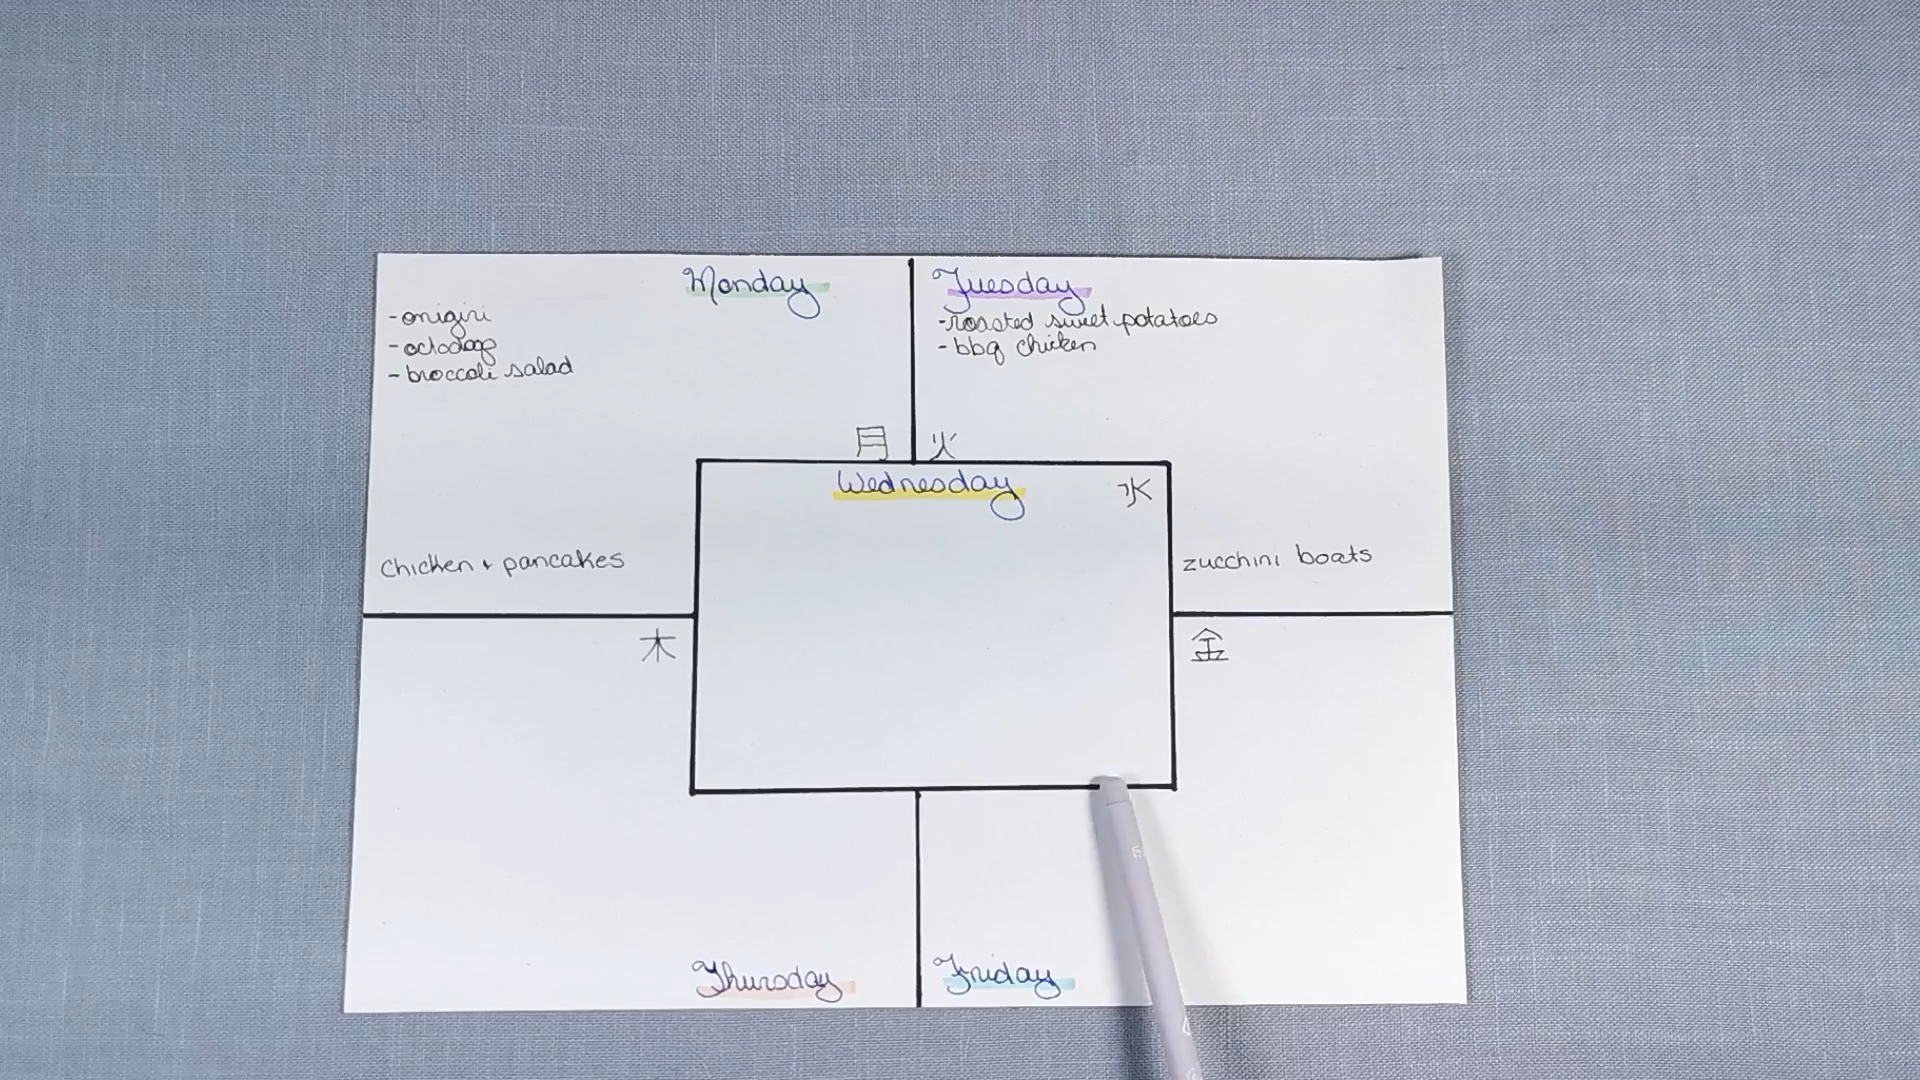 Monday
-onigiri
-octodog
-broccoli salad
月
chicken + pancakes
Tuesday
-roasted sweet potatoes
-bbq chicken
火
zucchini boats
Wednesday
水
木
Thursday
金
Friday